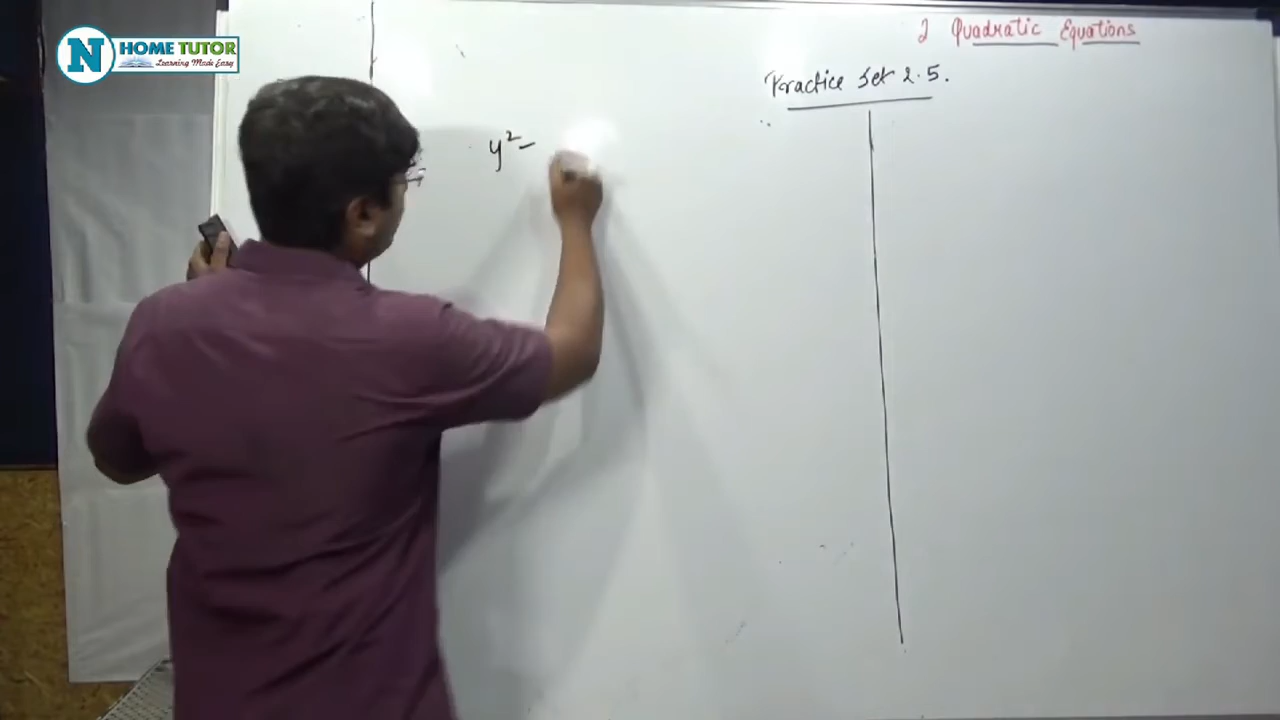 N HOME TUTOR
Learning Made Easy
2 Quadratic Equations
Practice Set 2.5.
y² -